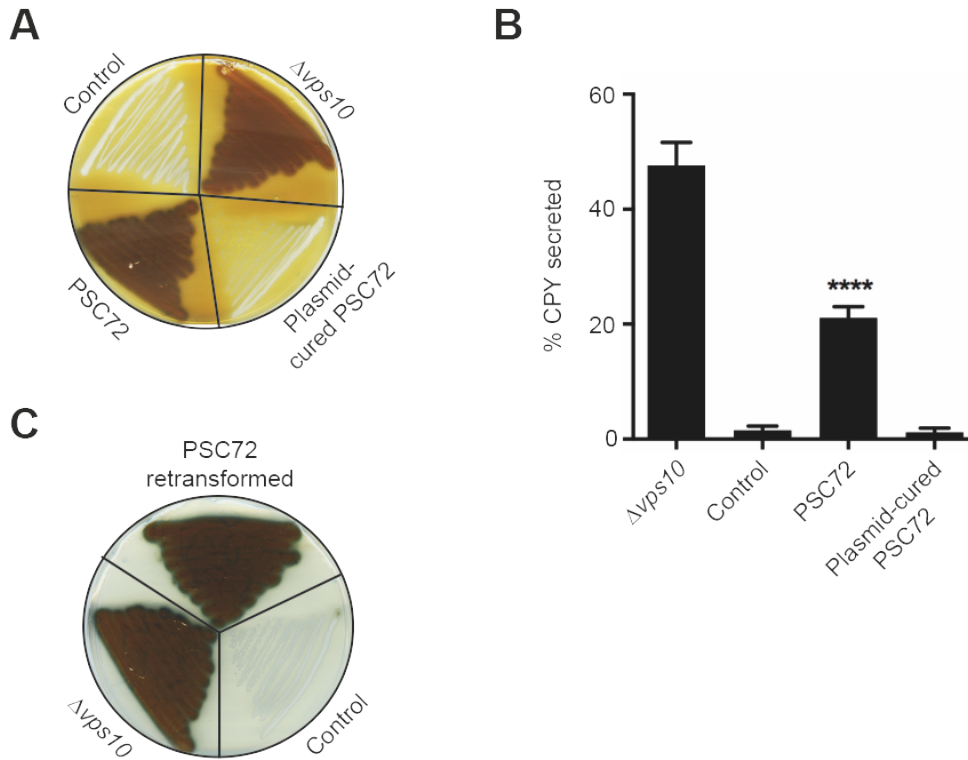 A
Control
Δvps10
PSC72
Plasmid-
cured PSC72
B
60
40
20
0
% CPY secreted
****
Δvps10
Control
PSC72
Plasmid-cured
PSC72
C
PSC72
retransformed
Δvps10
Control